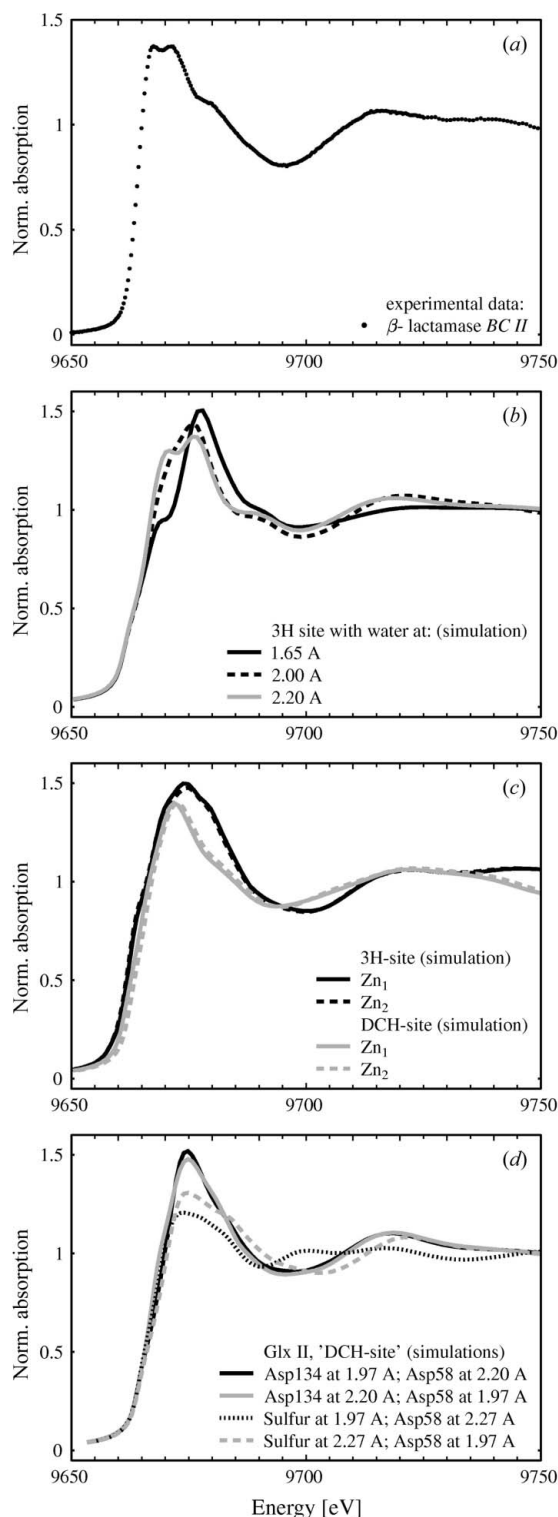 (a)
1.5
1
0.5
0
Norm. absorption
experimental data:
β- lactamase BC II
9650
9700
9750
(b)
1.5
1
0.5
0
Norm. absorption
3H site with water at: (simulation)
1.65 A
2.00 A
2.20 A
9650
9700
9750
(c)
1.5
1
0.5
0
Norm. absorption
3H-site (simulation)
Zn1
Zn2
DCH-site (simulation)
Zn1
Zn2
9650
9700
9750
(d)
1.5
1
0.5
0
Norm. absorption
Glx II, 'DCH-site' (simulations)
Asp134 at 1.97 A; Asp58 at 2.20 A
Asp134 at 2.20 A; Asp58 at 1.97 A
Sulfur at 1.97 A; Asp58 at 2.27 A
Sulfur at 2.27 A; Asp58 at 1.97 A
9650
9700
9750
Energy [eV]